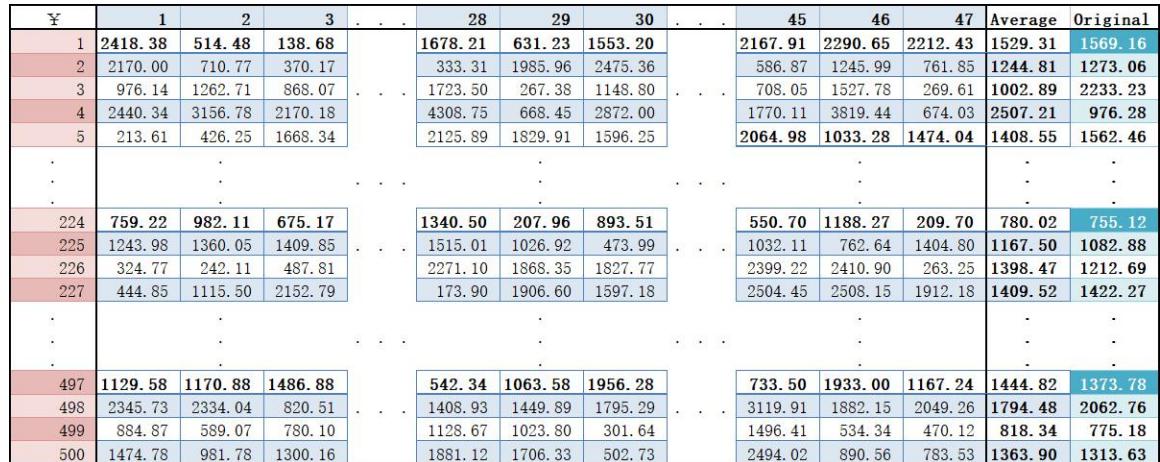 ¥ 1 2 3 . . . 28 29 30 . . . 45 46 47 Average Original
1 2418.38 514.48 138.68 1678.21 631.23 1553.20 2167.91 2290.65 2212.43 1529.31 1569.16
2 2170.00 710.77 370.17 333.31 1985.96 2475.36 586.87 1245.99 761.85 1244.81 1273.06
3 976.14 1262.71 868.07 . . . 1723.50 267.38 1148.80 . . . 708.05 1527.78 269.61 1002.89 2233.23
4 2440.34 3156.78 2170.18 4308.75 668.45 2872.00 1770.11 3819.44 674.03 2507.21 976.28
5 213.61 426.25 1668.34 2125.89 1829.91 1596.25 2064.98 1033.28 1474.04 1408.55 1562.46
. . . . . .
. . . . . . . . . . . .
. . . . . .
224 759.22 982.11 675.17 1340.50 207.96 893.51 550.70 1188.27 209.70 780.02 755.12
225 1243.98 1360.05 1409.85 1515.01 1026.92 473.99 1032.11 762.64 1404.80 1167.50 1082.88
226 324.77 242.11 487.81 2271.10 1868.35 1827.77 2399.22 2410.90 263.25 1398.47 1212.69
227 444.85 1115.50 2152.79 173.90 1906.60 1597.18 2504.45 2508.15 1912.18 1409.52 1422.27
. . . . . .
. . . . . . . . . . . .
. . . . . .
497 1129.58 1170.88 1486.88 542.34 1063.58 1956.28 733.50 1933.00 1167.24 1444.82 1373.78
498 2345.73 2334.04 820.51 . . . 1408.93 1449.89 1795.29 . . . 3119.91 1882.15 2049.26 1794.48 2062.76
499 884.87 589.07 780.10 1128.67 1023.80 301.64 1496.41 534.34 470.12 818.34 775.18
500 1474.78 981.78 1300.16 1881.12 1706.33 502.73 2494.02 890.56 783.53 1363.90 1313.63